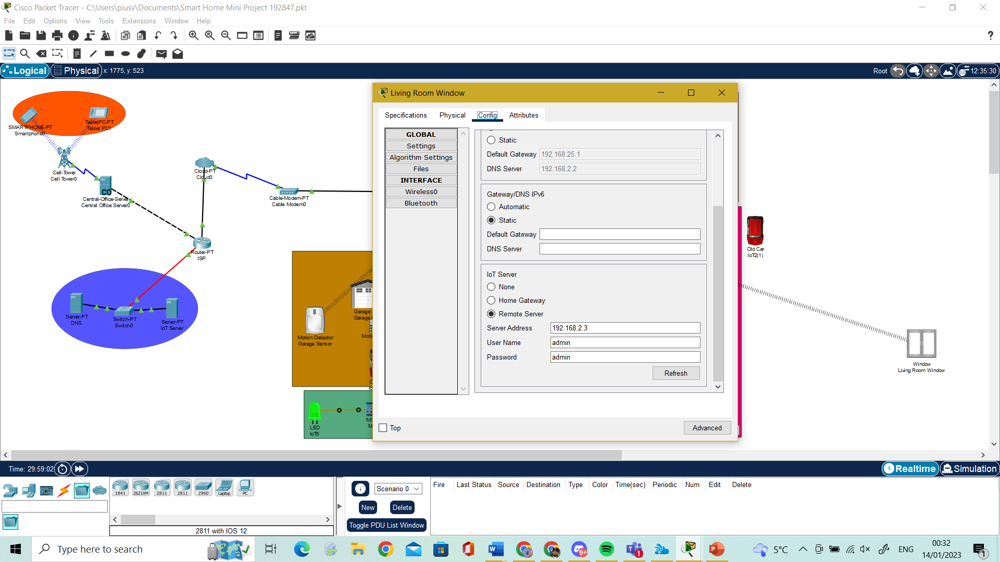 Cisco Packet Tracer - C:\Users\piusv\Documents\Smart Home Mini Project 192847.pkt
File Edit Options View Tools Extensions Window Help
?
Logical Physical x: 1775, y: 523 Root 12:35:30
SMARTPHONE-PT
Smartphone0
TabletPC-PT
Tablet PC1
Cell-Tower
Cell Tower0
CO
Central-Office-Server
Central Office Server0
Cloud-PT
Cloud0
Cable-Modem-PT
Cable Modem0
Router-PT
ISP
Server-PT
DNS
Switch-PT
Switch0
Server-PT
IoT Server
Motion Detector
Garage Sensor
Garage
LED
IoT8
Living Room Window
Specifications Physical Config Attributes
GLOBAL
Settings
Algorithm Settings
Files
INTERFACE
Wireless0
Bluetooth
Static
Default Gateway 192.168.25.1
DNS Server 192.168.2.2
Gateway/DNS IPv6
Automatic
Static
Default Gateway
DNS Server
IoT Server
None
Home Gateway
Remote Server
Server Address 192.168.2.3
User Name admin
Password admin
Refresh
Top
Advanced
Old Car
IoT2(1)
Window
Living Room Window
Time: 29:59:02 Realtime Simulation
1841 2621XM 2811 2811 2960 Laptop PC
2811 with IOS 12
Scenario 0
New Delete
Toggle PDU List Window
Fire Last Status Source Destination Type Color Time(sec) Periodic Num Edit Delete
Type here to search
9+
1
5°C
ENG
00:32
14/01/2023
1